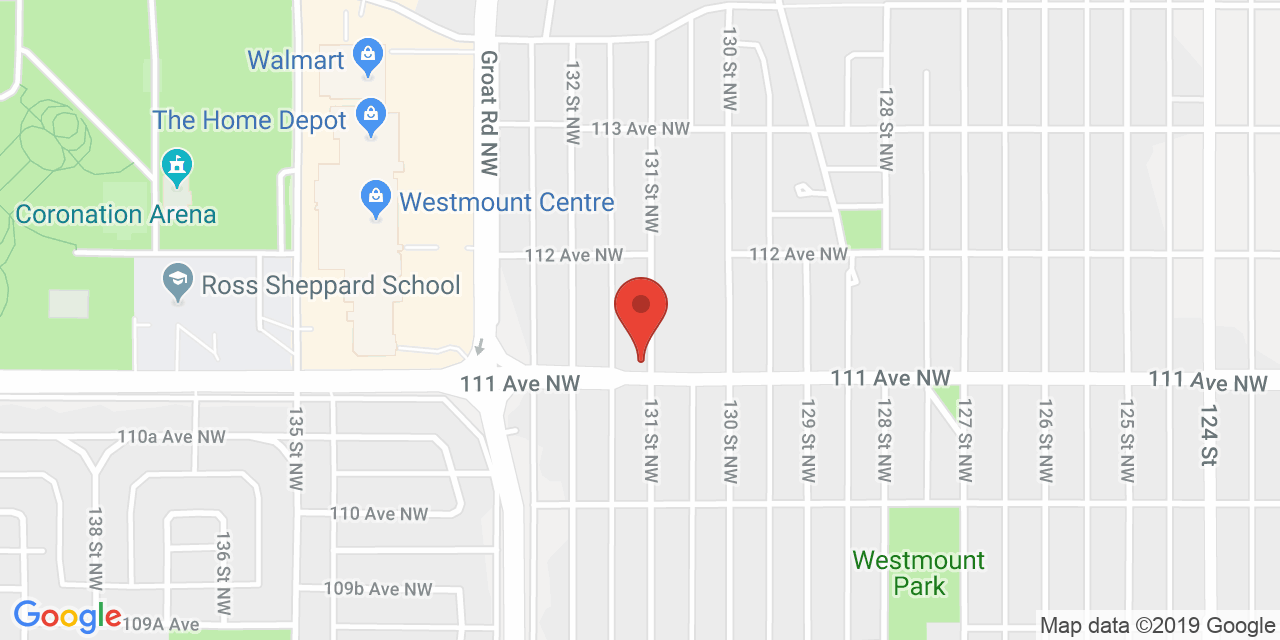 Walmart
The Home Depot
Westmount Centre
Coronation Arena
Ross Sheppard School
Groat Rd NW
132 St NW
130 St NW
128 St NW
113 Ave NW
131 St NW
112 Ave NW
112 Ave NW
111 Ave NW
111 Ave NW
111 Ave NW
110a Ave NW
135 St NW
131 St NW
130 St NW
129 St NW
128 St NW
127 St NW
126 St NW
125 St NW
124 St
110 Ave NW
138 St NW
136 St NW
109b Ave NW
109A Ave
Westmount
Park
Google
Map data ©2019 Google